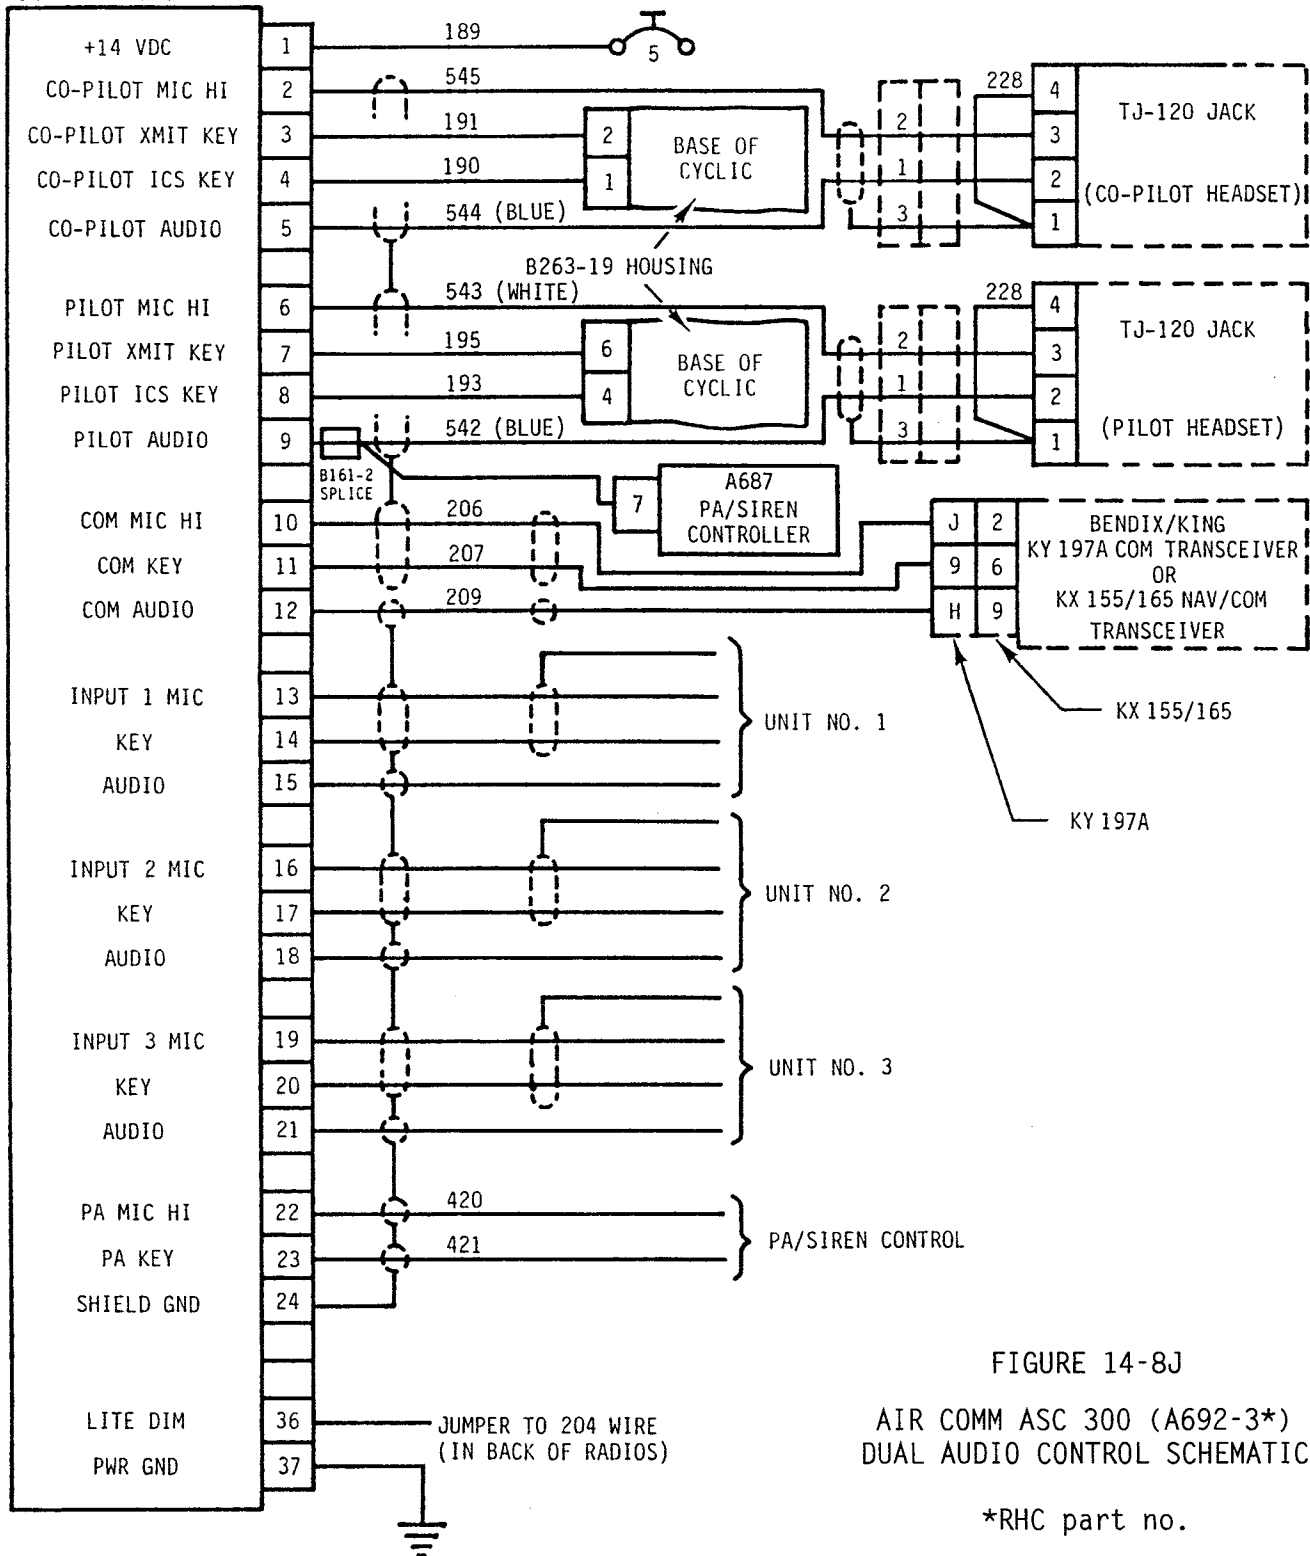 +14 VDC 1 189 5
CO-PILOT MIC HI 2 545
CO-PILOT XMIT KEY 3 191 2
CO-PILOT ICS KEY 4 190 1
BASE OF
CYCLIC
CO-PILOT AUDIO 5 544 (BLUE)
2
1
3
228 4
3
2
1
TJ-120 JACK
(CO-PILOT HEADSET)
B263-19 HOUSING
PILOT MIC HI 6 543 (WHITE)
PILOT XMIT KEY 7 195 6
PILOT ICS KEY 8 193 4
BASE OF
CYCLIC
PILOT AUDIO 9 542 (BLUE)
2
1
3
228 4
3
2
1
TJ-120 JACK
(PILOT HEADSET)
B161-2
SPLICE
7
A687
PA/SIREN
CONTROLLER
COM MIC HI 10 206
COM KEY 11 207
COM AUDIO 12 209
J 2
9 6
H 9
BENDIX/KING
KY 197A COM TRANSCEIVER
OR
KX 155/165 NAV/COM
TRANSCEIVER
KX 155/165
KY 197A
INPUT 1 MIC 13
KEY 14
AUDIO 15
UNIT NO. 1
INPUT 2 MIC 16
KEY 17
AUDIO 18
UNIT NO. 2
INPUT 3 MIC 19
KEY 20
AUDIO 21
UNIT NO. 3
PA MIC HI 22 420
PA KEY 23 421
PA/SIREN CONTROL
SHIELD GND 24
LITE DIM 36
JUMPER TO 204 WIRE
(IN BACK OF RADIOS)
PWR GND 37
FIGURE 14-8J
AIR COMM ASC 300 (A692-3*)
DUAL AUDIO CONTROL SCHEMATIC
*RHC part no.